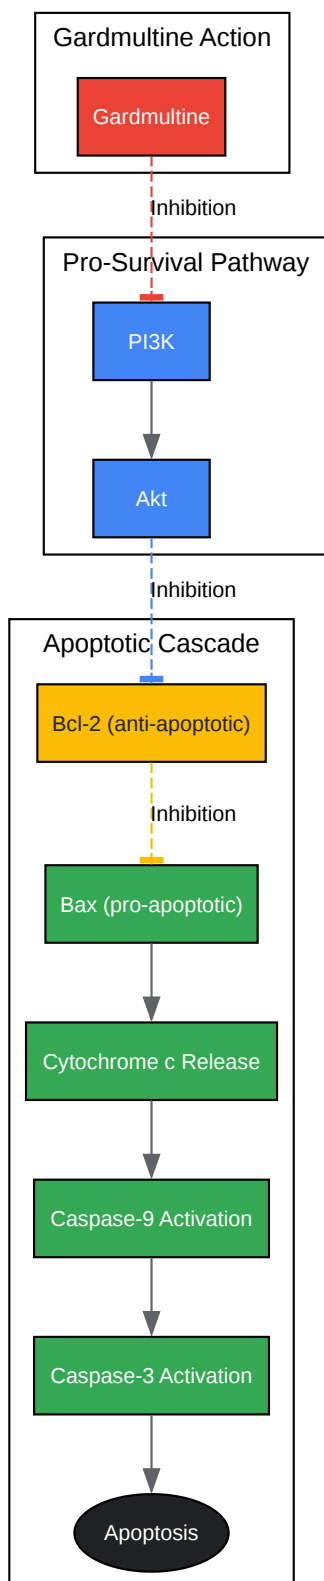 Gardmultine Action
Gardmultine
Inhibition
Pro-Survival Pathway
PI3K
Akt
Inhibition
Apoptotic Cascade
Bcl-2 (anti-apoptotic)
Inhibition
Bax (pro-apoptotic)
Cytochrome c Release
Caspase-9 Activation
Caspase-3 Activation
Apoptosis